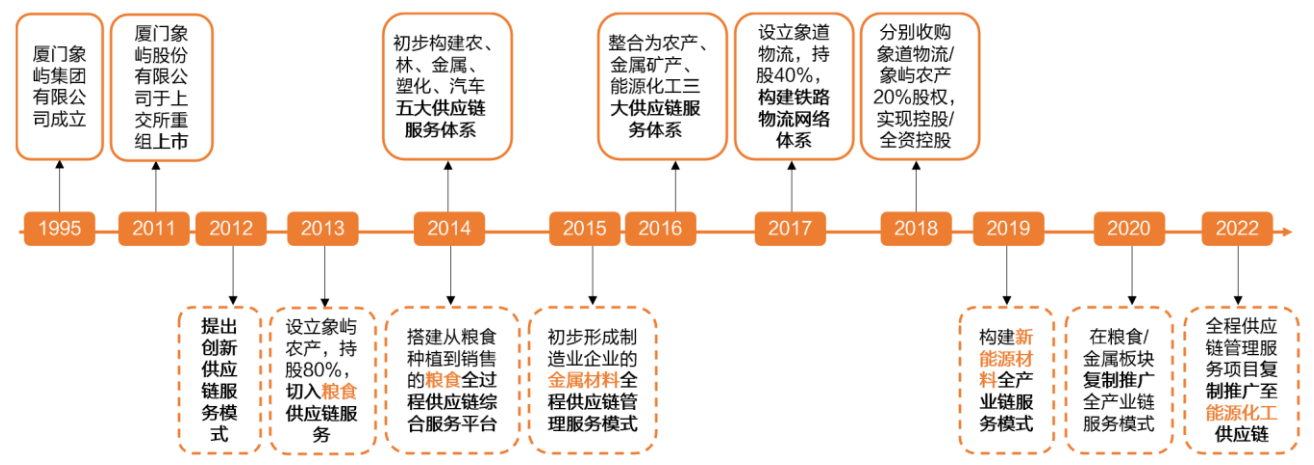 厦门象
屿集团
有限公
司成立
厦门象
屿股份
有限公
司于上
交所重
组上市
初步构建农、
林、金属、
塑化、汽车
五大供应链
服务体系
整合为农产、
金属矿产、
能源化工三
大供应链服
务体系
设立象道
物流，持
股40%，
构建铁路
物流网络
体系
分别收购
象道物流/
象屿农产
20%股权，
实现控股/
全资控股
1995
2011
2012
2013
2014
2015
2016
2017
2018
2019
2020
2022
提出
创新
供应
链服
务模
式
设立象屿
农产，持
股80%，
切入粮食
供应链服
务
搭建从粮食
种植到销售
的粮食全过
程供应链综
合服务平台
初步形成制
造业企业的
金属材料全
程供应链管
理服务模式
构建新
能源材
料全产
业链服
务模式
在粮食/
金属板块
复制推广
全产业链
服务模式
全程供应
链管理服
务项目复
制推广至
能源化工
供应链